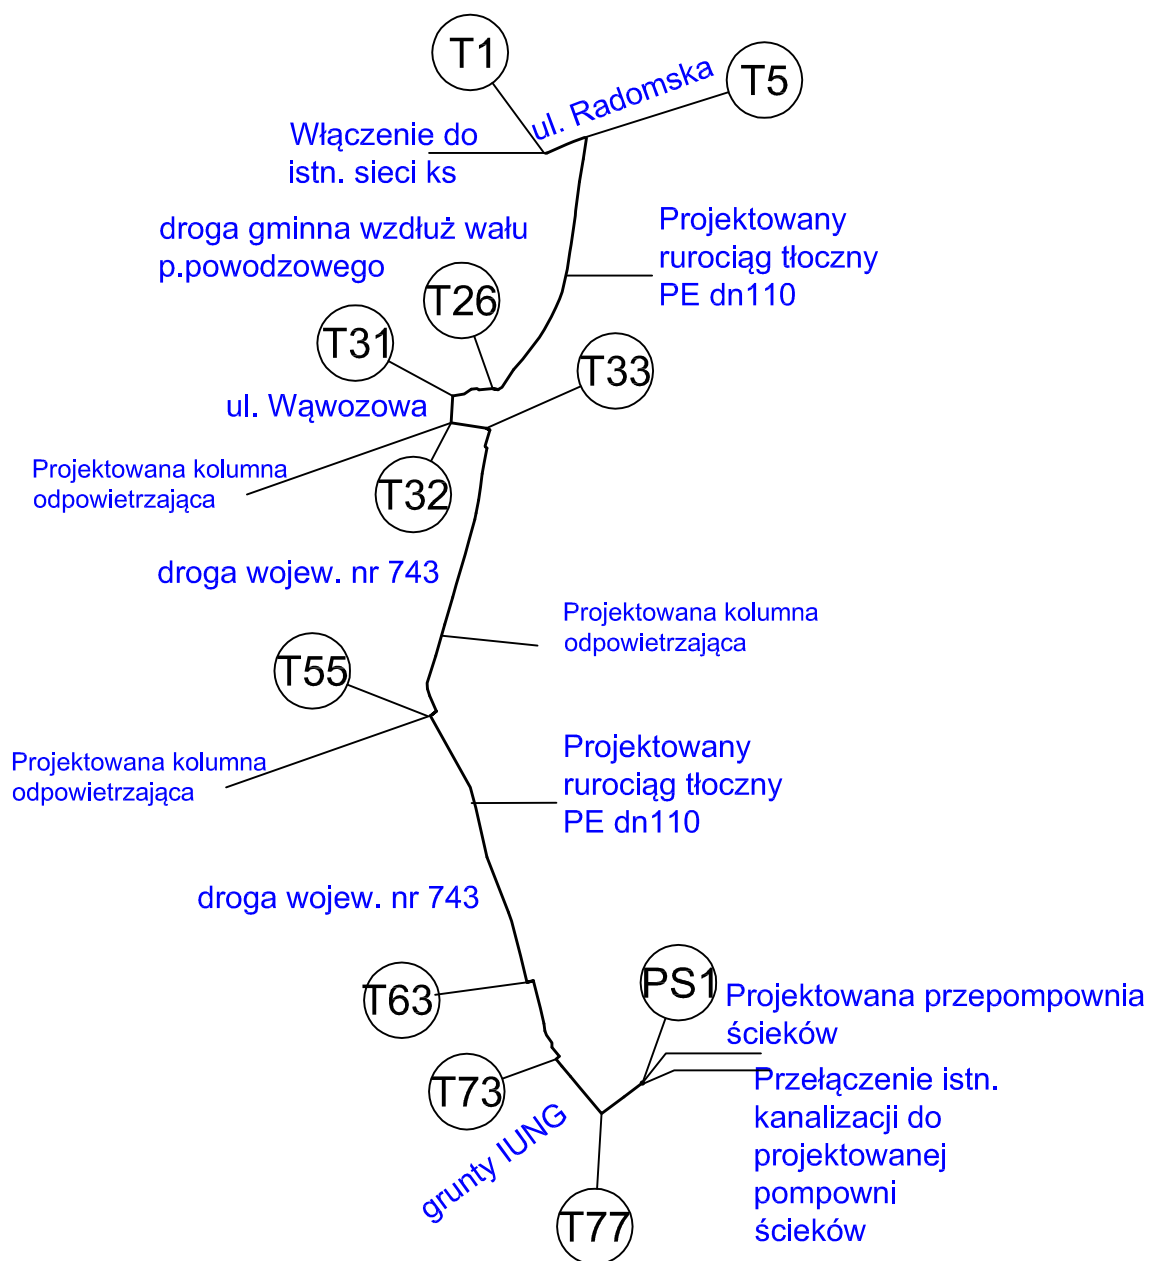 T1
T5
ul. Radomska
Włączenie do
istn. sieci ks
droga gminna wzdłuż wału
p.powodzowego
Projektowany
rurociąg tłoczny
PE dn110
T26
T31
T33
ul. Wąwozowa
Projektowana kolumna
odpowietrzająca
T32
droga wojew. nr 743
Projektowana kolumna
odpowietrzająca
T55
Projektowana kolumna
odpowietrzająca
Projektowany
rurociąg tłoczny
PE dn110
droga wojew. nr 743
T63
PS1
Projektowana przepompownia
ścieków
T73
Przełączenie istn.
kanalizacji do
projektowanej
pompowni
ścieków
grunty IUNG
T77